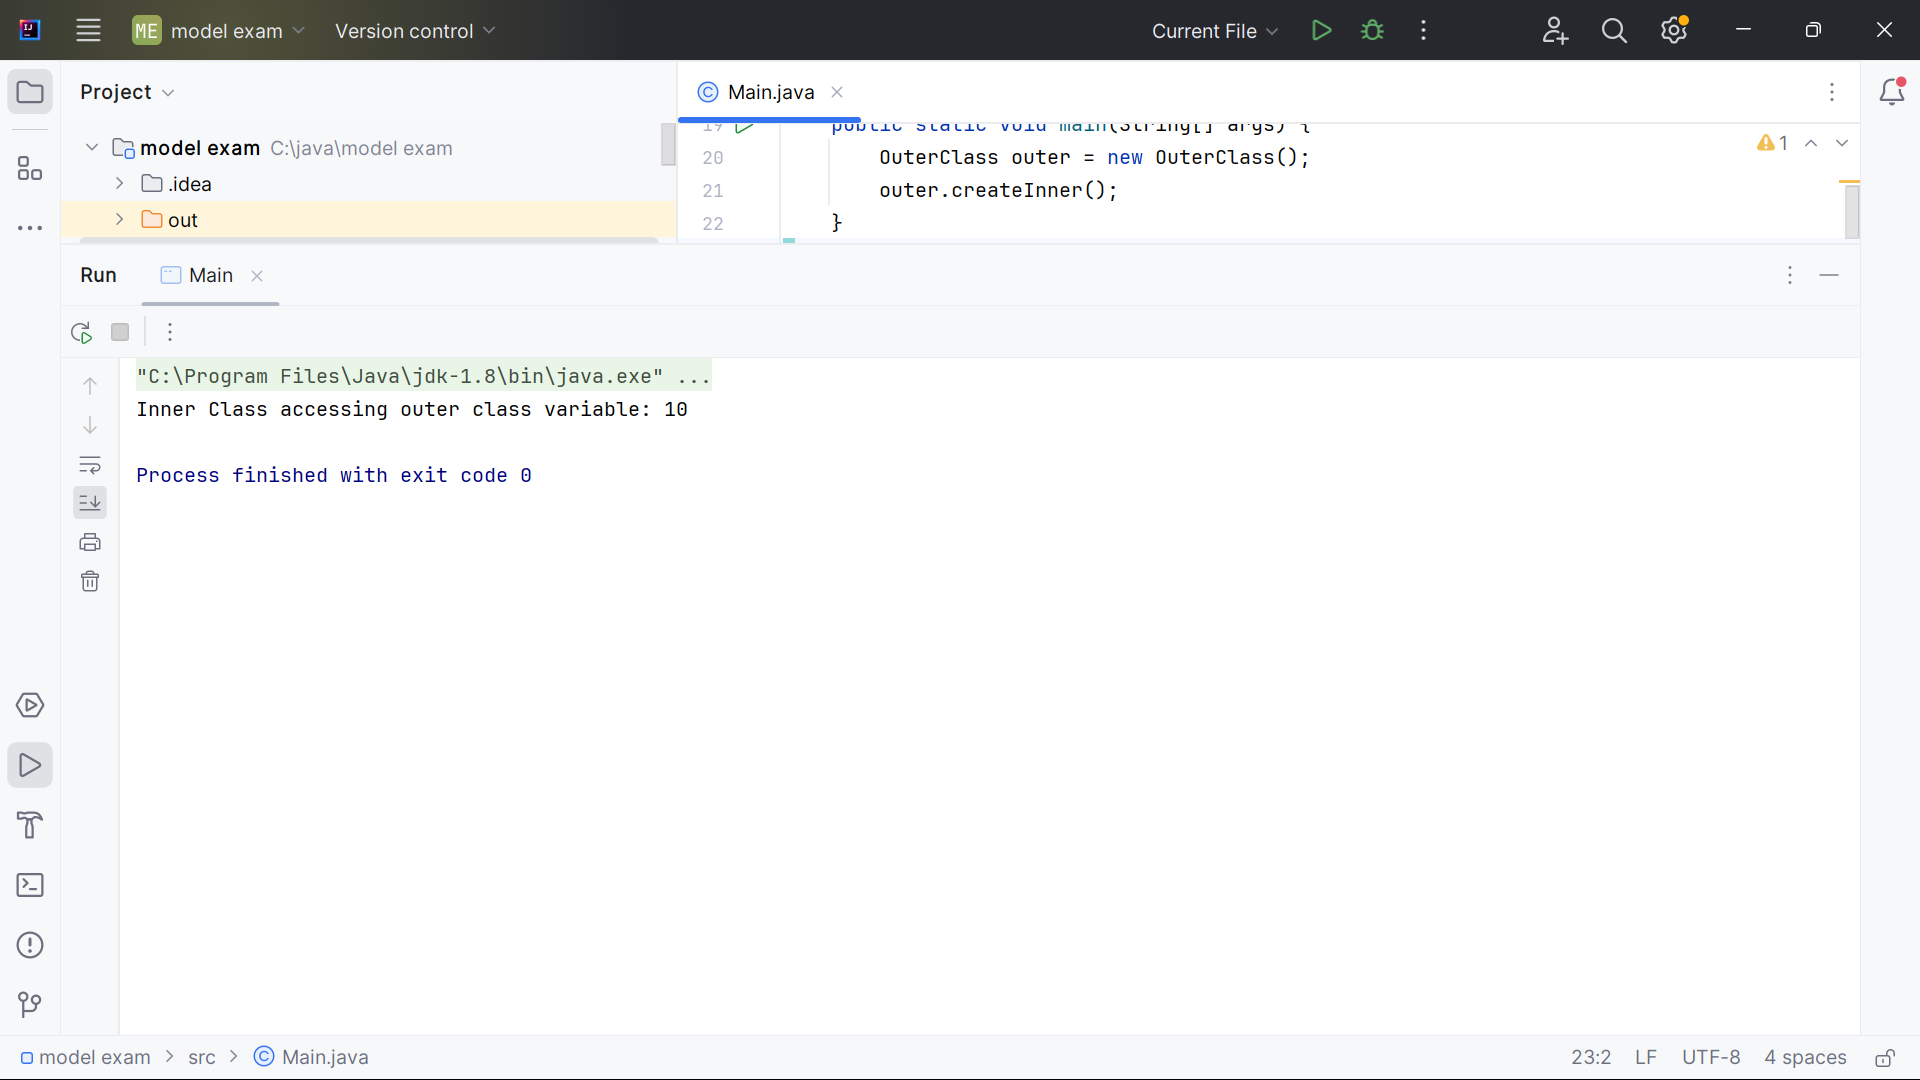 ME model exam Version control Current File
Project
Main.java
model exam C:\java\model exam
.idea
out
19 public static void main(String[] args) {
20 OuterClass outer = new OuterClass();
21 outer.createInner();
22 }
1
Run Main
"C:\Program Files\Java\jdk-1.8\bin\java.exe" ...
Inner Class accessing outer class variable: 10
Process finished with exit code 0
model exam > src > Main.java
23:2 LF UTF-8 4 spaces